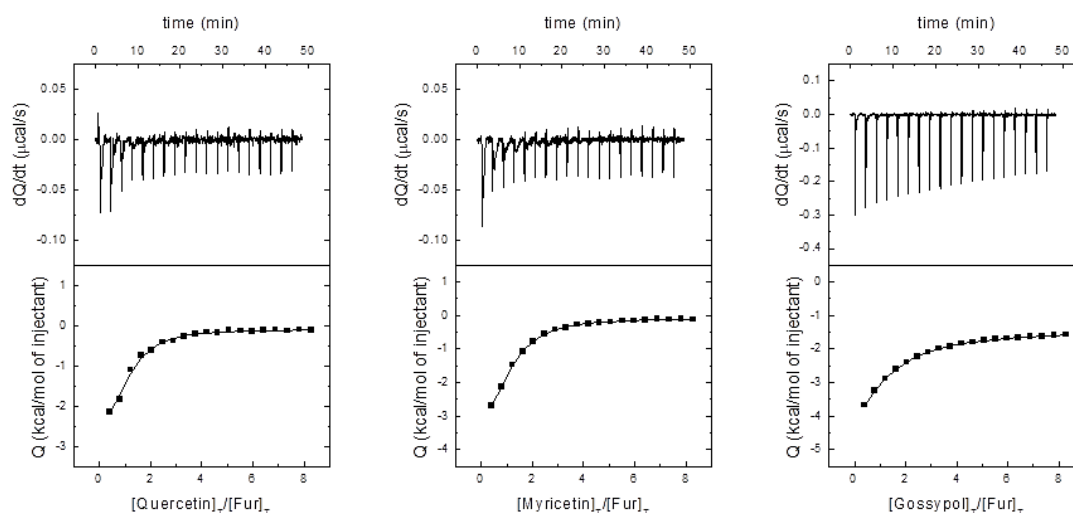 time (min)
0 10 20 30 40 50
0.05
0.00
-0.05
-0.10
dQ/dt (μcal/s)
1
0
-1
-2
-3
Q (kcal/mol of injectant)
0 2 4 6 8
[Quercetin]T/[Fur]T
time (min)
0 10 20 30 40 50
0.05
0.00
-0.05
-0.10
dQ/dt (μcal/s)
1
0
-1
-2
-3
-4
Q (kcal/mol of injectant)
0 2 4 6 8
[Myricetin]T/[Fur]T
time (min)
0 10 20 30 40 50
0.1
0.0
-0.1
-0.2
-0.3
-0.4
dQ/dt (μcal/s)
0
-1
-2
-3
-4
-5
Q (kcal/mol of injectant)
0 2 4 6 8
[Gossypol]T/[Fur]T